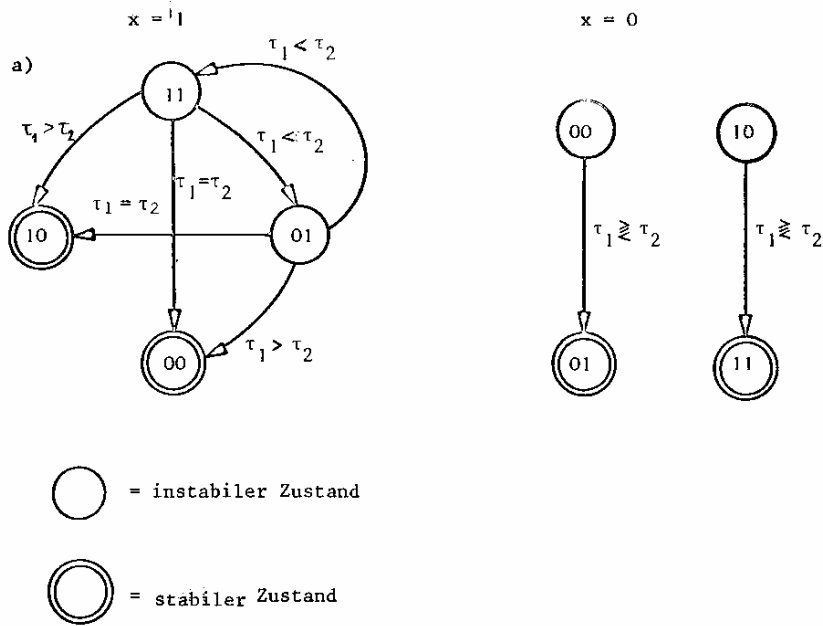 x = 1
x = 0
a)
τ₁ < τ₂
11
00
10
τ₁ > τ₂
τ₁ < τ₂
τ₁ = τ₂
τ₁ = τ₂
10
01
τ₁ ⪌ τ₂
τ₁ ⪌ τ₂
00
τ₁ > τ₂
01
11
= instabiler Zustand
= stabiler Zustand